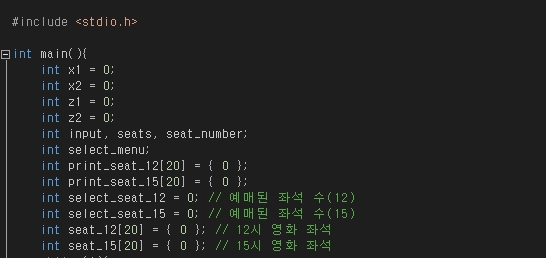 #include <stdio.h>
int main(){
int x1 = 0;
int x2 = 0;
int z1 = 0;
int z2 = 0;
int input, seats, seat_number;
int select_menu;
int print_seat_12[20] = { 0 };
int print_seat_15[20] = { 0 };
int select_seat_12 = 0; // 예매된 좌석 수(12)
int select_seat_15 = 0; // 예매된 좌석 수(15)
int seat_12[20] = { 0 }; // 12시 영화 좌석
int seat_15[20] = { 0 }; // 15시 영화 좌석